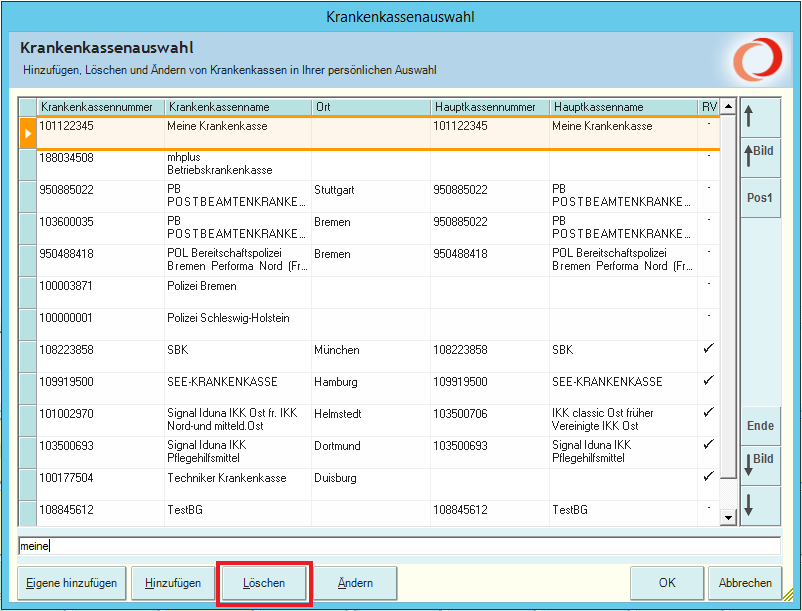 Krankenkassenauswahl
Krankenkassenauswahl
Hinzufügen, Löschen und Ändern von Krankenkassen in Ihrer persönlichen Auswahl
Krankenkassennummer Krankenkassenname Ort Hauptkassennummer Hauptkassenname RV
101122345 Meine Krankenkasse 101122345 Meine Krankenkasse -
188034508 mhplus -
Betriebskrankenkasse
950885022 PB Stuttgart 950885022 PB -
POSTBEAMTENKRANKE... POSTBEAMTENKRANKE...
103600035 PB Bremen 950885022 PB -
POSTBEAMTENKRANKE... POSTBEAMTENKRANKE...
950488418 POL Bereitschaftspolizei Bremen 950488418 POL Bereitschaftspolizei -
Bremen Performa Nord (Fr... Bremen Performa Nord (Fr...
100003871 Polizei Bremen -
100000001 Polizei Schleswig-Holstein -
108223858 SBK München 108223858 SBK ✓
109919500 SEE-KRANKENKASSE Hamburg 109919500 SEE-KRANKENKASSE ✓
101002970 Signal Iduna IKK Ost fr. IKK Helmstedt 103500706 IKK classic Ost früher ✓
Nord-und mitteld.Ost Vereinigte IKK Ost
103500693 Signal Iduna IKK Dortmund 103500693 Signal Iduna IKK ✓
Pflegehilfsmittel Pflegehilfsmittel
100177504 Techniker Krankenkasse Duisburg ✓
108845612 TestBG 108845612 TestBG -
Bild
Pos1
Ende
Bild
meine
Eigene hinzufügen Hinzufügen Löschen Ändern OK Abbrechen